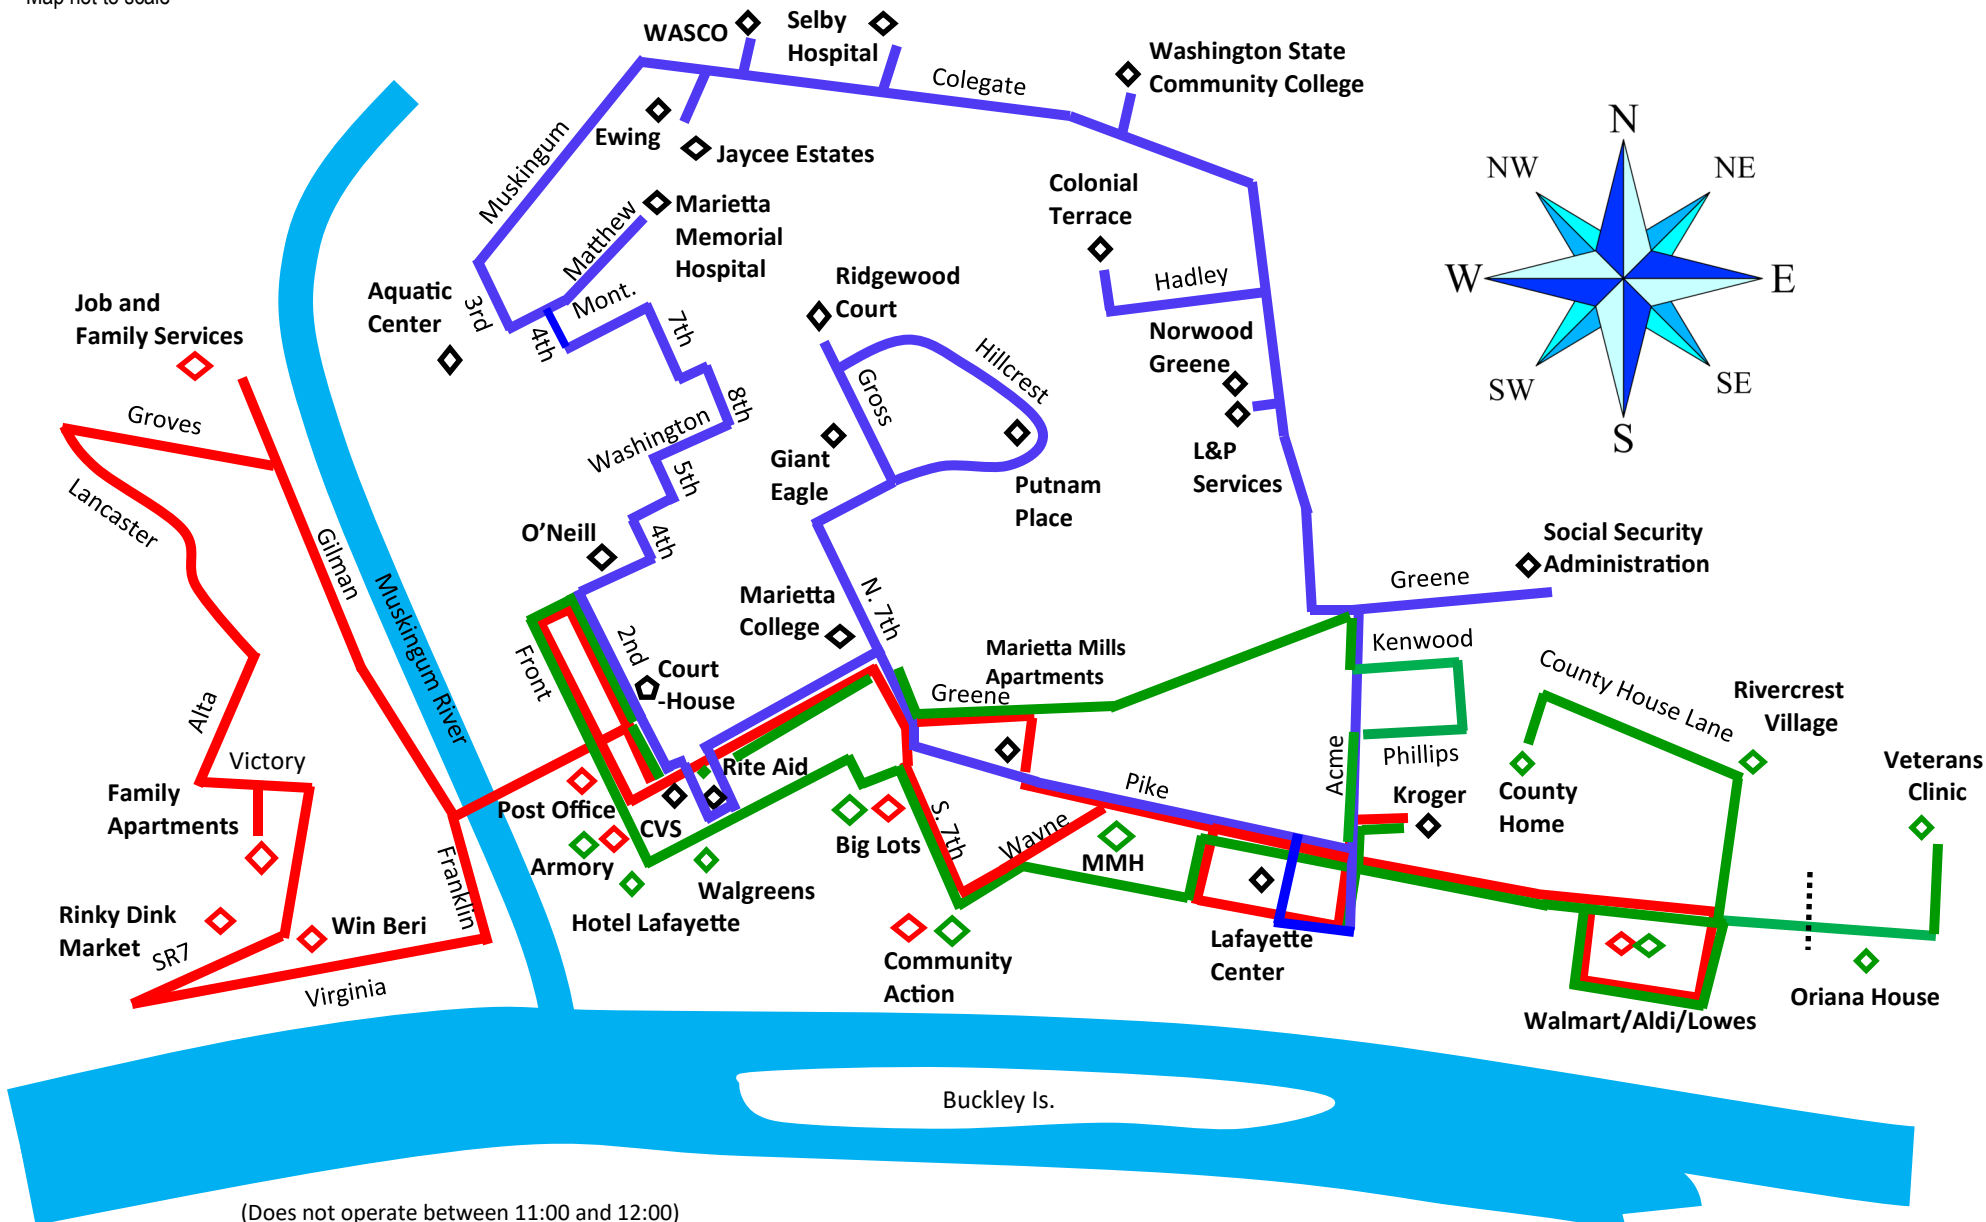 Map not to scale
WASCO
Selby
Hospital
Colegate
Washington State
Community College
Muskingum
Ewing
Jaycee Estates
Matthew
Marietta
Memorial
Hospital
Mont.
3rd
4th
7th
8th
Washington
5th
4th
Aquatic
Center
Job and
Family Services
Groves
Lancaster
Gilman
Muskingum River
Ridgewood
Court
Gross
Hillcrest
Giant
Eagle
Putnam
Place
Colonial
Terrace
Hadley
Norwood
Greene
L&P
Services
N
NE
E
SE
S
SW
W
NW
O'Neill
Marietta
College
N. 7th
Marietta Mills
Apartments
Greene
Social Security
Administration
Greene
Kenwood
Phillips
Acme
County House Lane
Rivercrest
Village
Veterans
Clinic
County
Home
Kroger
Pike
2nd
Front
Court
-House
Rite Aid
Alta
Victory
Family
Apartments
Franklin
Post Office
CVS
Armory
Walgreens
Hotel Lafayette
Big Lots
S. 7th
Wayne
MMH
Rinky Dink
Market
Win Beri
SR7
Virginia
Community
Action
Lafayette
Center
Walmart/Aldi/Lowes
Oriana House
Buckley Is.
(Does not operate between 11:00 and 12:00)